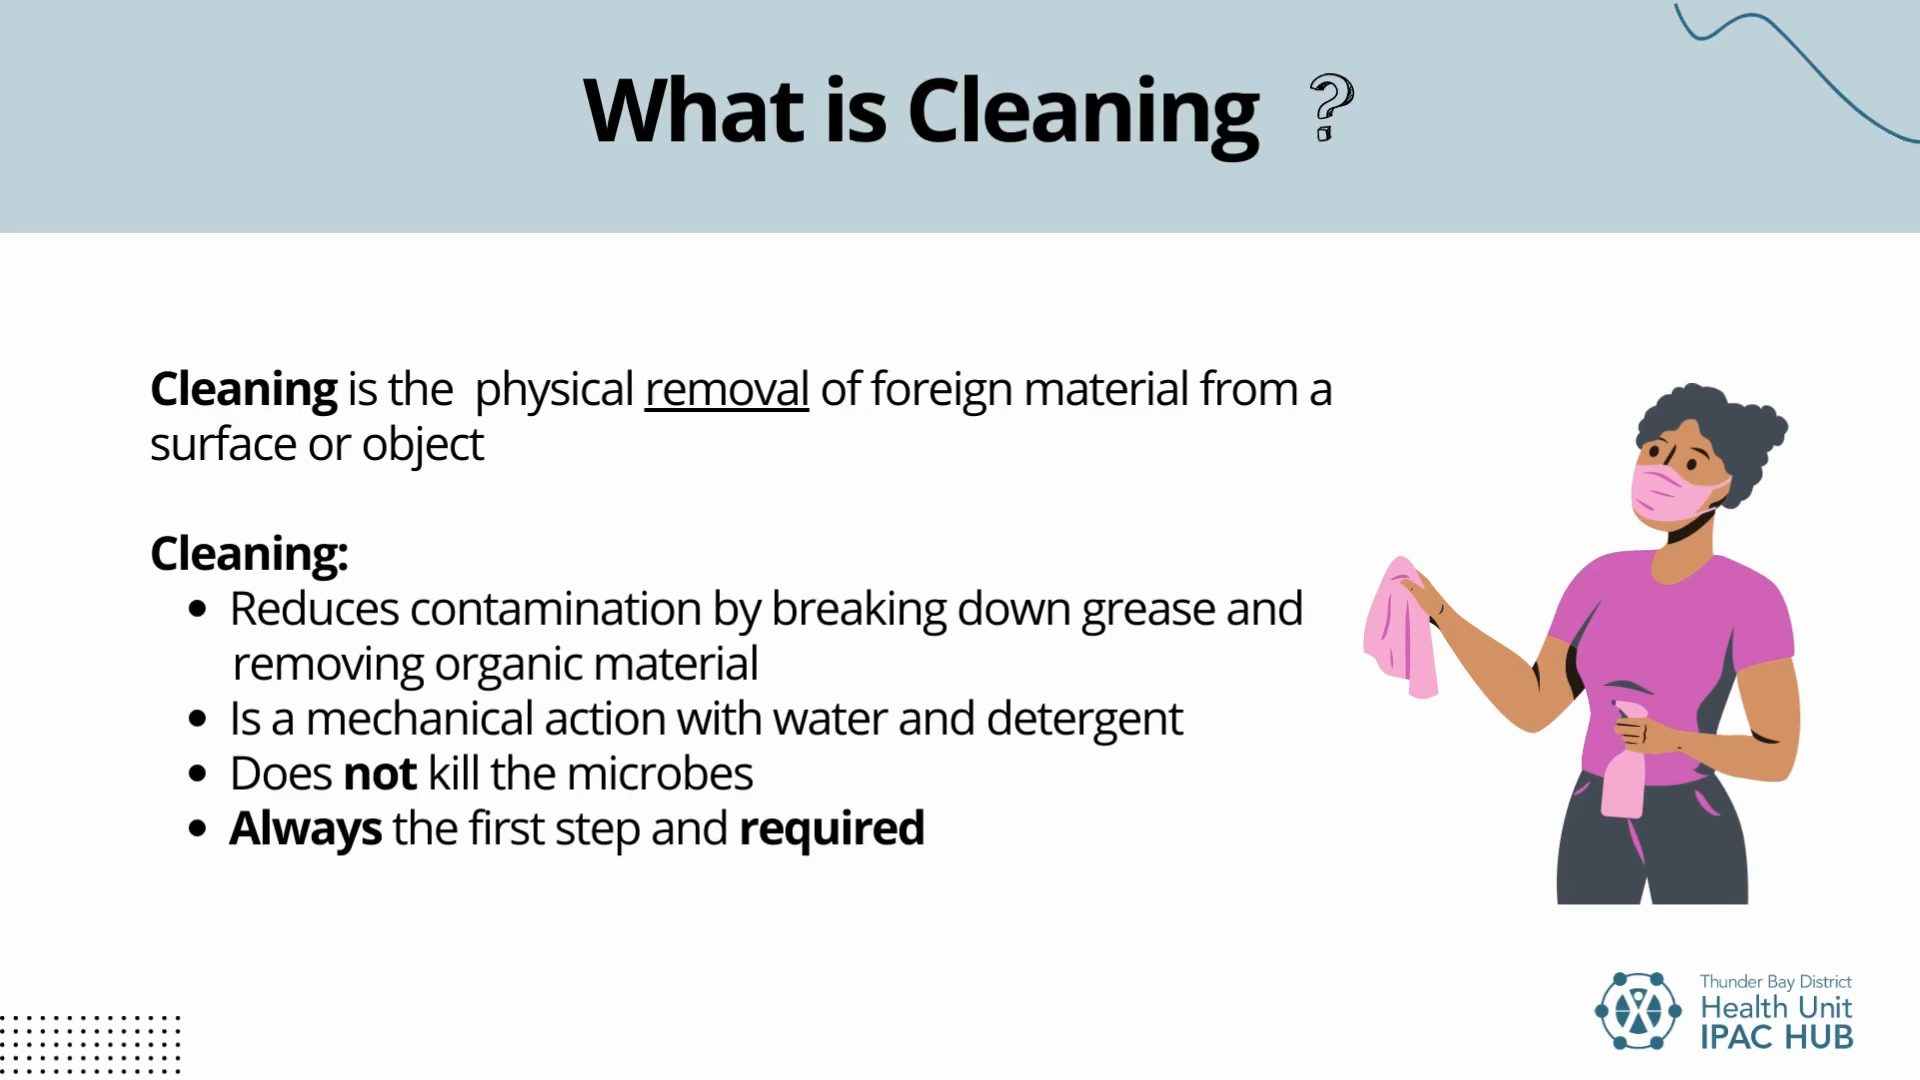 What is Cleaning ?
Cleaning is the physical removal of foreign material from a
surface or object
Cleaning:
• Reduces contamination by breaking down grease and
removing organic material
• Is a mechanical action with water and detergent
• Does not kill the microbes
• Always the first step and required
Thunder Bay District
Health Unit
IPAC HUB